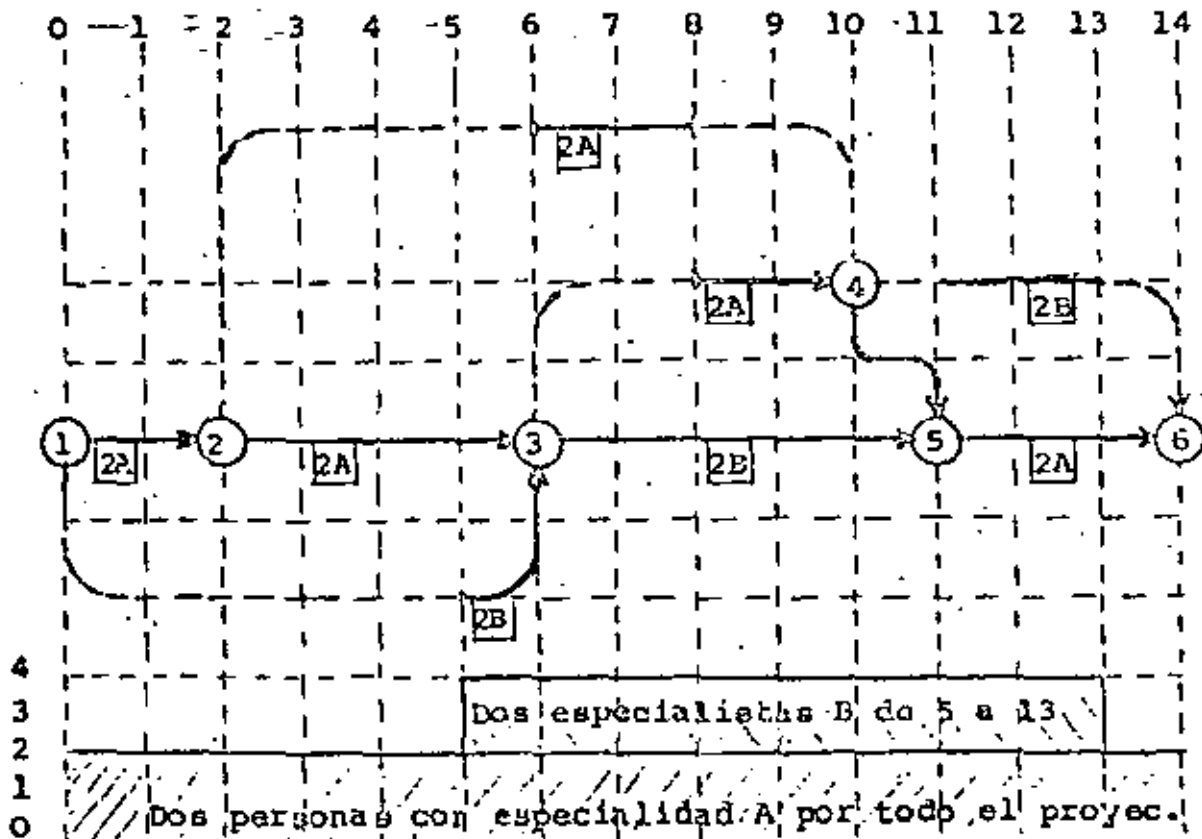 0 1 2 3 4 5 6 7 8 9 10 11 12 13 14
2A
4
2A
2B
1
2
3
5
6
2A
2A
2B
2A
2B
4
3
Dos especialistas B do 5 a 13
2
1
Dos personas con especialidad A por todo el proyec.
0